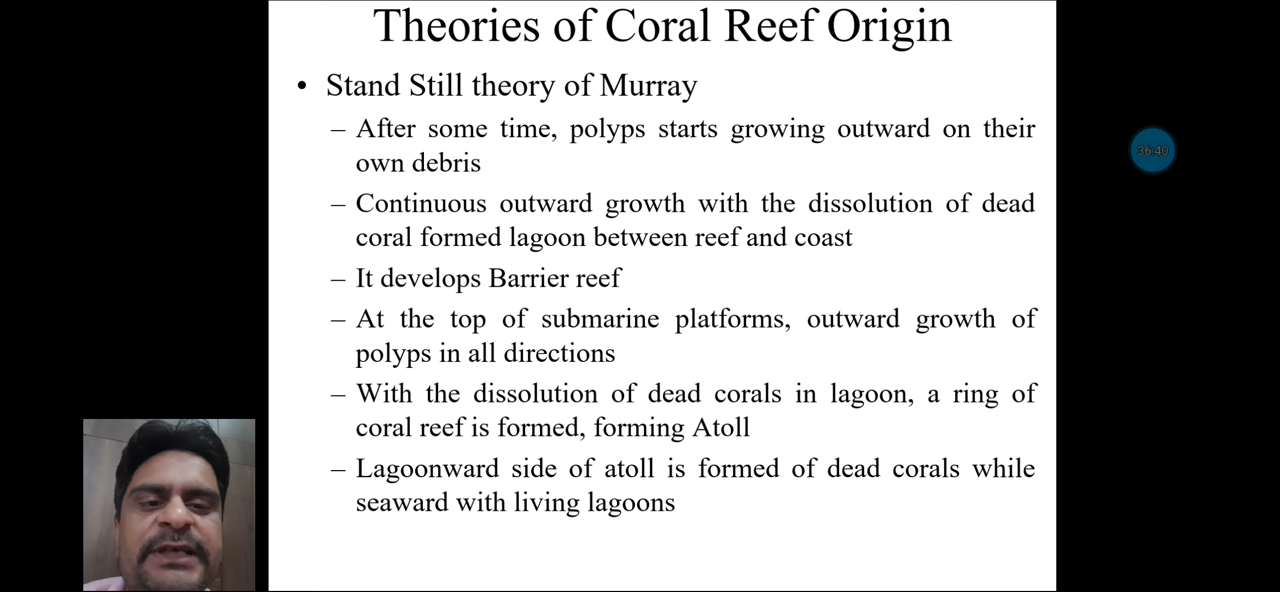 Theories of Coral Reef Origin
• Stand Still theory of Murray
– After some time, polyps starts growing outward on their
own debris
– Continuous outward growth with the dissolution of dead
coral formed lagoon between reef and coast
– It develops Barrier reef
– At the top of submarine platforms, outward growth of
polyps in all directions
– With the dissolution of dead corals in lagoon, a ring of
coral reef is formed, forming Atoll
– Lagoonward side of atoll is formed of dead corals while
seaward with living lagoons
36:40